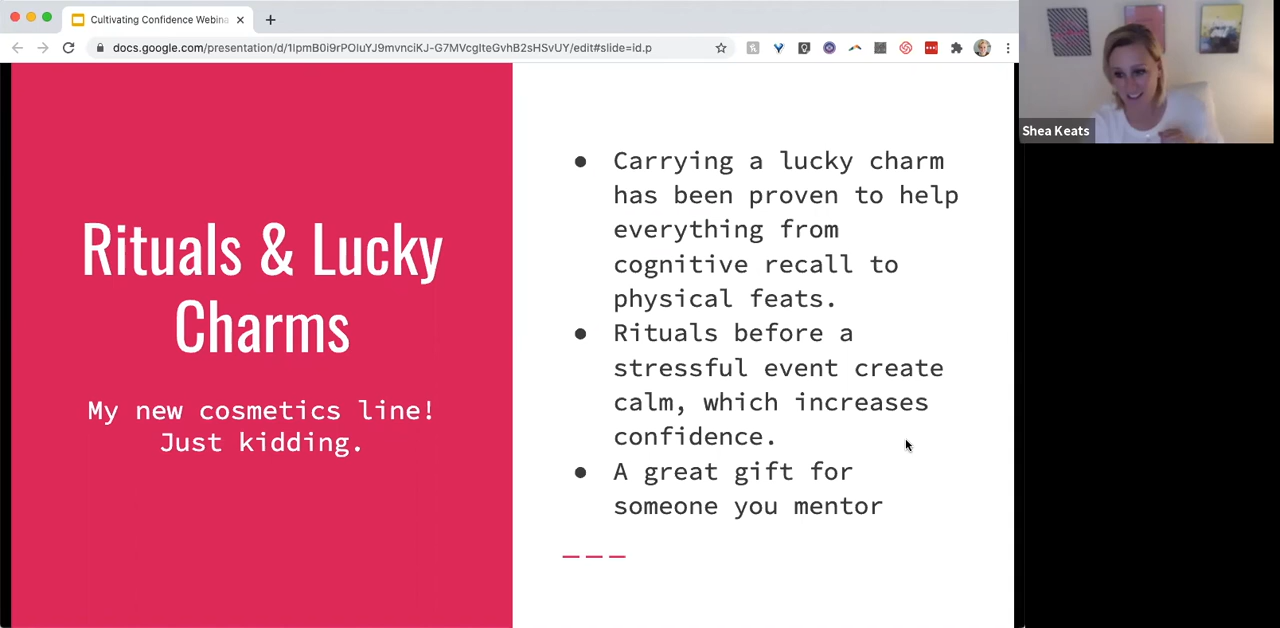 Cultivating Confidence Webina
docs.google.com/presentation/d/1lpmB0i9rPOluYJ9mvnciKJ-G7MVcglteGvhB2sHSvUY/edit#slide=id.p
Shea Keats
Rituals & Lucky
Charms
My new cosmetics line!
Just kidding.
● Carrying a lucky charm
has been proven to help
everything from
cognitive recall to
physical feats.
● Rituals before a
stressful event create
calm, which increases
confidence.
● A great gift for
someone you mentor